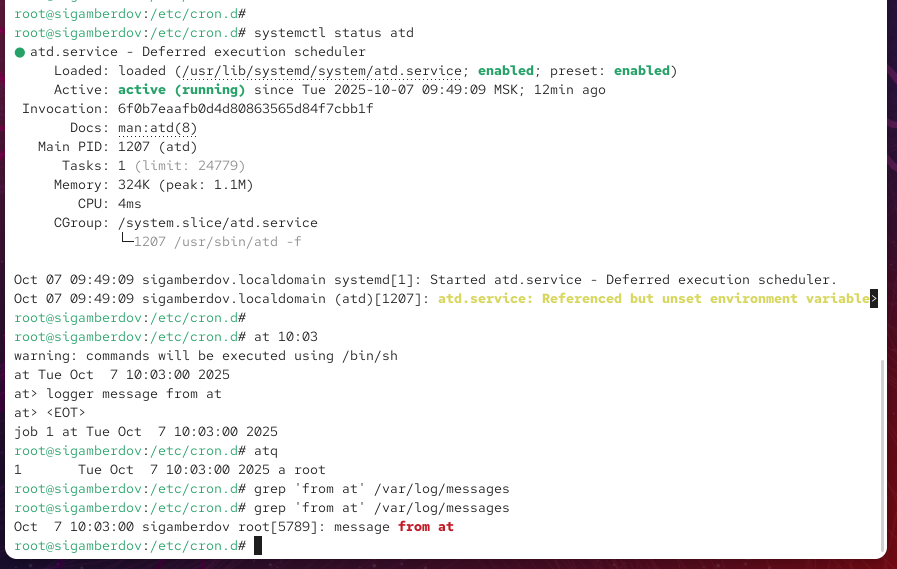 root@sigamberdov:/etc/cron.d#
root@sigamberdov:/etc/cron.d# systemctl status atd
● atd.service - Deferred execution scheduler
     Loaded: loaded (/usr/lib/systemd/system/atd.service; enabled; preset: enabled)
     Active: active (running) since Tue 2025-10-07 09:49:09 MSK; 12min ago
 Invocation: 6f0b7eaafb0d4d80863565d84f7cbb1f
       Docs: man:atd(8)
   Main PID: 1207 (atd)
      Tasks: 1 (limit: 24779)
     Memory: 324K (peak: 1.1M)
        CPU: 4ms
     CGroup: /system.slice/atd.service
             └─1207 /usr/sbin/atd -f
Oct 07 09:49:09 sigamberdov.localdomain systemd[1]: Started atd.service - Deferred execution scheduler.
Oct 07 09:49:09 sigamberdov.localdomain (atd)[1207]: atd.service: Referenced but unset environment variable>
root@sigamberdov:/etc/cron.d#
root@sigamberdov:/etc/cron.d# at 10:03
warning: commands will be executed using /bin/sh
at Tue Oct  7 10:03:00 2025
at> logger message from at
at> <EOT>
job 1 at Tue Oct  7 10:03:00 2025
root@sigamberdov:/etc/cron.d# atq
1       Tue Oct  7 10:03:00 2025 a root
root@sigamberdov:/etc/cron.d# grep 'from at' /var/log/messages
root@sigamberdov:/etc/cron.d# grep 'from at' /var/log/messages
Oct  7 10:03:00 sigamberdov root[5789]: message from at
root@sigamberdov:/etc/cron.d#